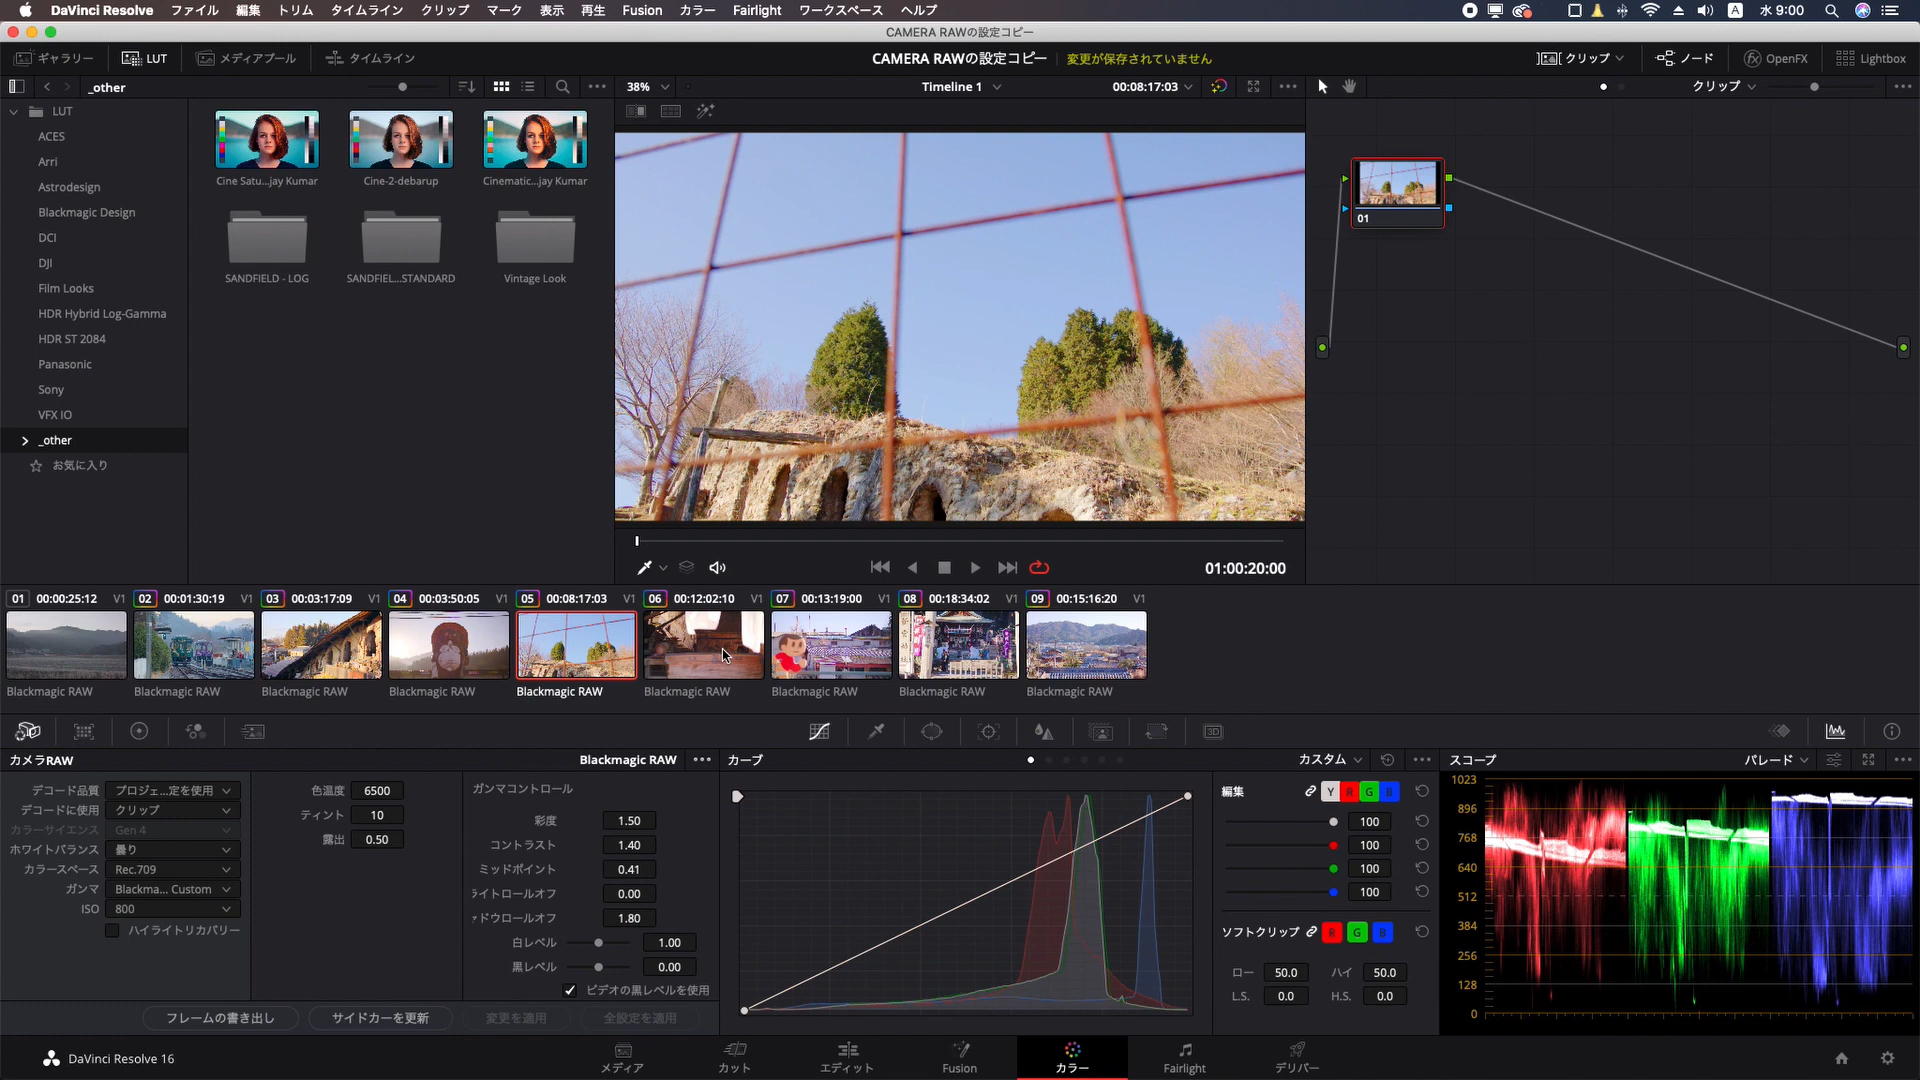 DaVinci Resolve ファイル 編集 トリム タイムライン クリップ マーク 表示 再生 Fusion カラー Fairlight ワークスペース ヘルプ A 水 9:00
CAMERA RAWの設定コピー
ギャラリー LUT メディアプール タイムライン CAMERA RAWの設定コピー 変更が保存されていません クリップ ノード OpenFX Lightbox
_other 38% Timeline 1 00:08:17:03 クリップ
LUT
ACES
Arri
Astrodesign
Blackmagic Design
DCI
DJI
Film Looks
HDR Hybrid Log-Gamma
HDR ST 2084
Panasonic
Sony
VFX IO
_other
お気に入り
Cine Satu...jay Kumar Cine-2-debarup Cinematic...jay Kumar
SANDFIELD - LOG SANDFIEL...STANDARD Vintage Look
01
01:00:20:00
01 00:00:25:12 V1 02 00:01:30:19 V1 03 00:03:17:09 V1 04 00:03:50:05 V1 05 00:08:17:03 V1 06 00:12:02:10 V1 07 00:13:19:00 V1 08 00:18:34:02 V1 09 00:15:16:20 V1
Blackmagic RAW Blackmagic RAW Blackmagic RAW Blackmagic RAW Blackmagic RAW Blackmagic RAW Blackmagic RAW Blackmagic RAW Blackmagic RAW
3D
カメラRAW Blackmagic RAW
デコード品質 プロジェ...定を使用
デコードに使用 クリップ
カラーサイエンス Gen 4
ホワイトバランス 曇り
カラースペース Rec.709
ガンマ Blackma... Custom
ISO 800
ハイライトリカバリー
色温度 6500
ティント 10
露出 0.50
ガンマコントロール
彩度 1.50
コントラスト 1.40
ミッドポイント 0.41
ライトロールオフ 0.00
ドウロールオフ 1.80
白レベル 1.00
黒レベル 0.00
ビデオの黒レベルを使用
フレームの書き出し サイドカーを更新 変更を適用 全設定を適用
カーブ カスタム
編集 Y R G B
100
100
100
100
ソフトクリップ R G B
ロー 50.0 ハイ 50.0
L.S. 0.0 H.S. 0.0
スコープ パレード
1023
896
768
640
512
384
256
128
0
DaVinci Resolve 16 メディア カット エディット Fusion カラー Fairlight デリバー